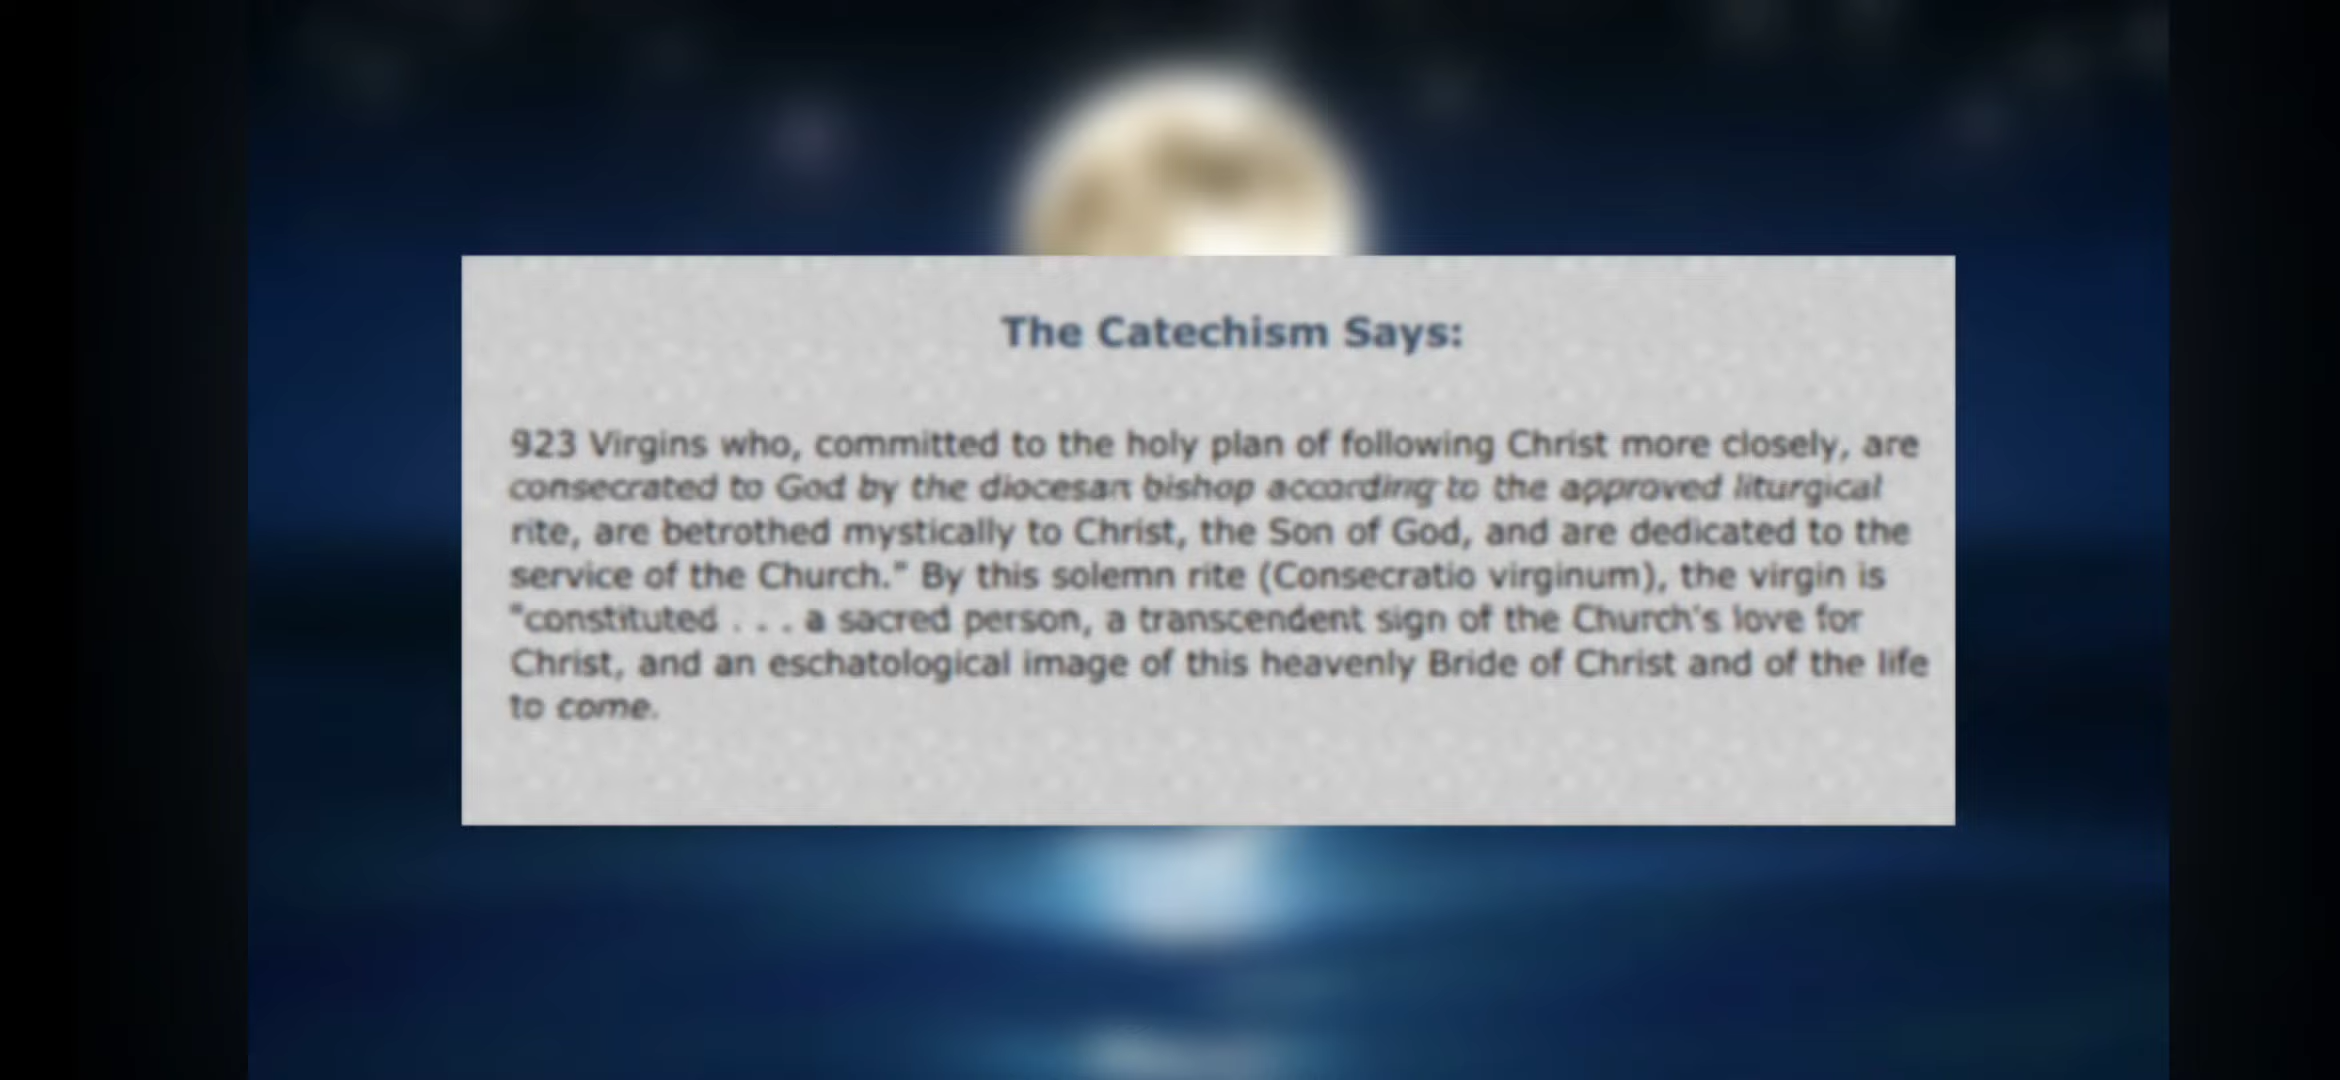 The Catechism Says:
923 Virgins who, committed to the holy plan of following Christ more closely, are
consecrated to God by the diocesan bishop according to the approved liturgical
rite, are betrothed mystically to Christ, the Son of God, and are dedicated to the
service of the Church." By this solemn rite (Consecratio virginum), the virgin is
"constituted . . . a sacred person, a transcendent sign of the Church's love for
Christ, and an eschatological image of this heavenly Bride of Christ and of the life
to come.